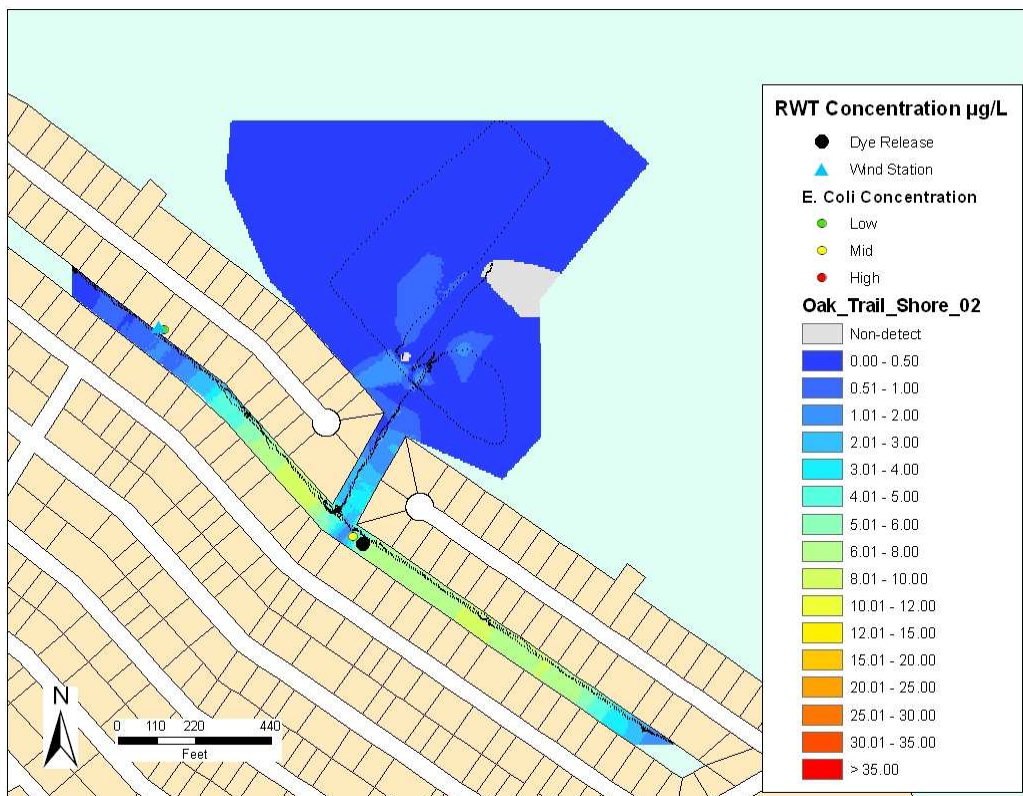 RWT Concentration µg/L
Dye Release
Wind Station
E. Coli Concentration
Low
Mid
High
Oak_Trail_Shore_02
Non-detect
0.00 - 0.50
0.51 - 1.00
1.01 - 2.00
2.01 - 3.00
3.01 - 4.00
4.01 - 5.00
5.01 - 6.00
6.01 - 8.00
8.01 - 10.00
10.01 - 12.00
12.01 - 15.00
15.01 - 20.00
20.01 - 25.00
25.01 - 30.00
30.01 - 35.00
> 35.00
N
0 110 220 440
Feet